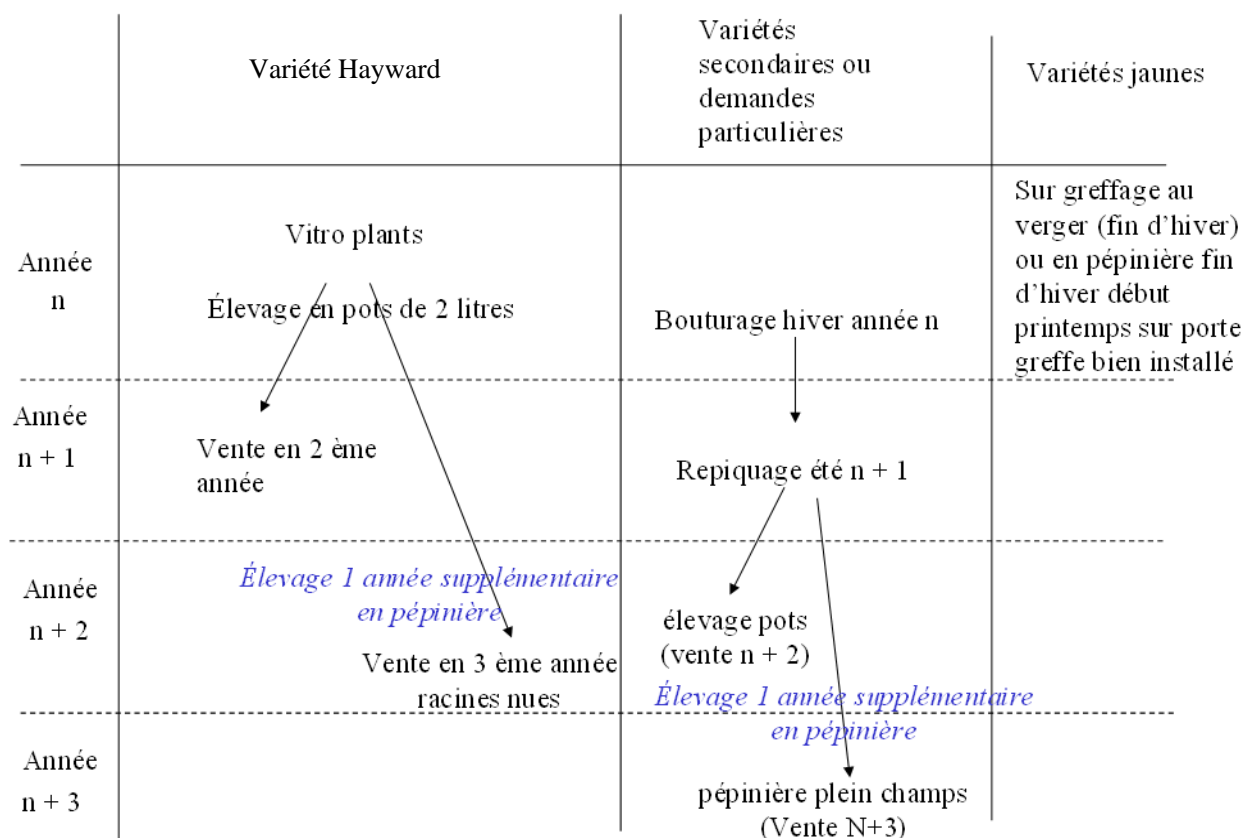 Variété Hayward
Variétés
secondaires ou
demandes
particulières
Variétés jaunes
Année
n
Vitro plants
Élevage en pots de 2 litres
Bouturage hiver année n
Sur greffage au
verger (fin d’hiver)
ou en pépinière fin
d’hiver début
printemps sur porte
greffe bien installé
Année
n + 1
Vente en 2 ème
année
Repiquage été n + 1
Année
n + 2
Élevage 1 année supplémentaire
en pépinière
Vente en 3 ème année
racines nues
élevage pots
(vente n + 2)
Élevage 1 année supplémentaire
en pépinière
Année
n + 3
pépinière plein champs
(Vente N+3)